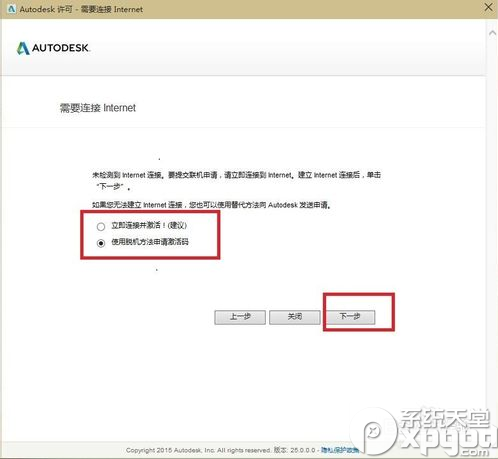 Autodesk 许可 - 需要连接 Internet
AUTODESK.
需要连接 Internet
未检测到 Internet 连接。要提交联机申请，请立即连接到 Internet。建立 Internet 连接后，单击
“下一步”。
如果您无法建立 Internet 连接，您也可以使用替代方法向 Autodesk 发送申请。
立即连接并激活！(建议)
使用脱机方法申请激活码
上一步
关闭
下一步
系统天堂
Copyright 2015 Autodesk, Inc. All rights reserved. 版本: 25.0.0.0 - 隐私保护政策